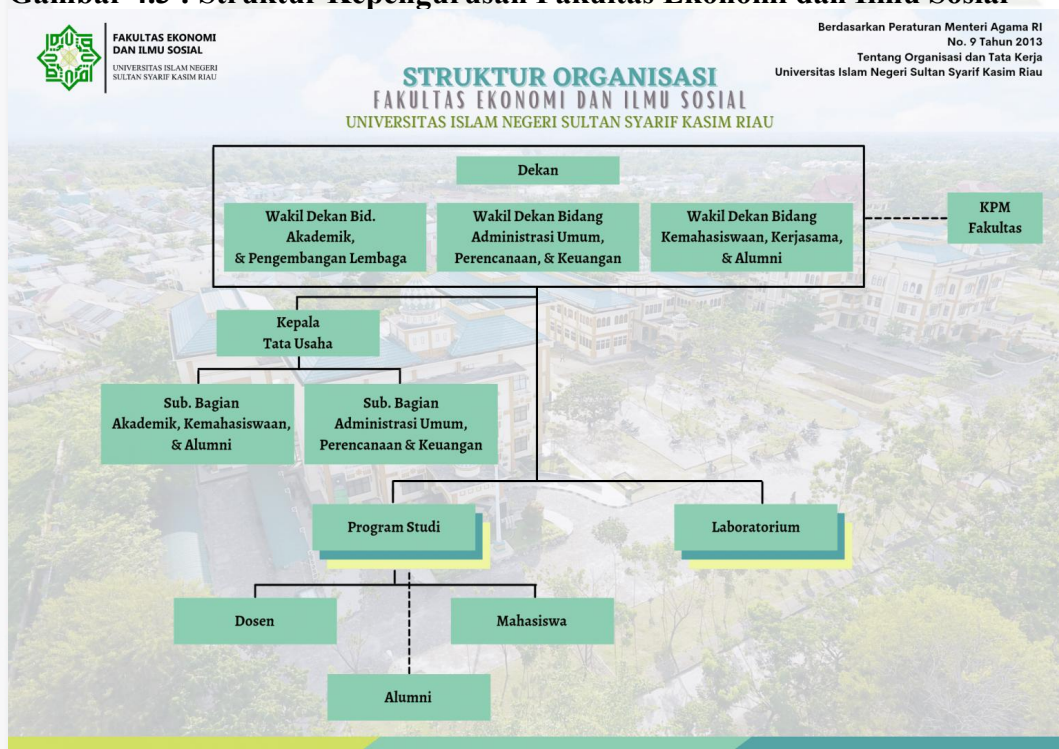 Gambar 4.3 : Struktur Kepengurusan Fakultas Ekonomi dan Ilmu Sosial
FAKULTAS EKONOMI
DAN ILMU SOSIAL
UNIVERSITAS ISLAM NEGERI
SULTAN SYARIF KASIM RIAU
Berdasarkan Peraturan Menteri Agama RI
No. 9 Tahun 2013
Tentang Organisasi dan Tata Kerja
Universitas Islam Negeri Sultan Syarif Kasim Riau
STRUKTUR ORGANISASI
FAKULTAS EKONOMI DAN ILMU SOSIAL
UNIVERSITAS ISLAM NEGERI SULTAN SYARIF KASIM RIAU
Dekan
Wakil Dekan Bid.
Akademik,
& Pengembangan Lembaga
Wakil Dekan Bidang
Administrasi Umum,
Perencanaan, & Keuangan
Wakil Dekan Bidang
Kemahasiswaan, Kerjasama,
& Alumni
KPM
Fakultas
Kepala
Tata Usaha
Sub. Bagian
Akademik, Kemahasiswaan,
& Alumni
Sub. Bagian
Administrasi Umum,
Perencanaan & Keuangan
Program Studi
Laboratorium
Dosen
Mahasiswa
Alumni